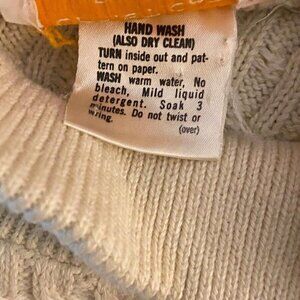 HAND WASH
(ALSO DRY CLEAN)
TURN inside out and pat-
tern on paper.
WASH warm water, No
bleach, Mild liquid
detergent. Soak 3
minutes. Do not twist or
wring.
(over)